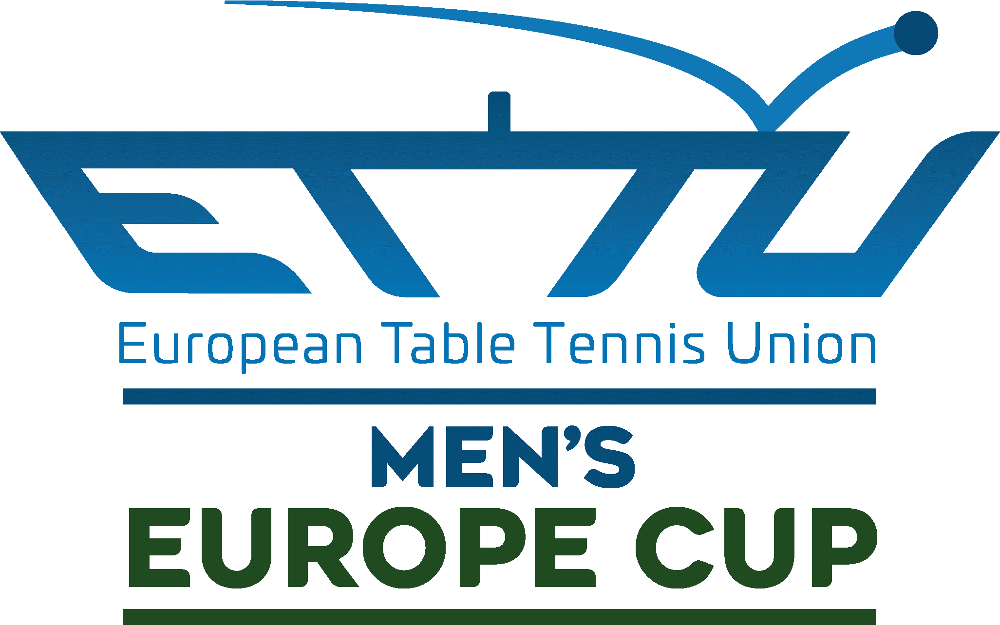 ETTU
European Table Tennis Union
MEN’S
EUROPE CUP